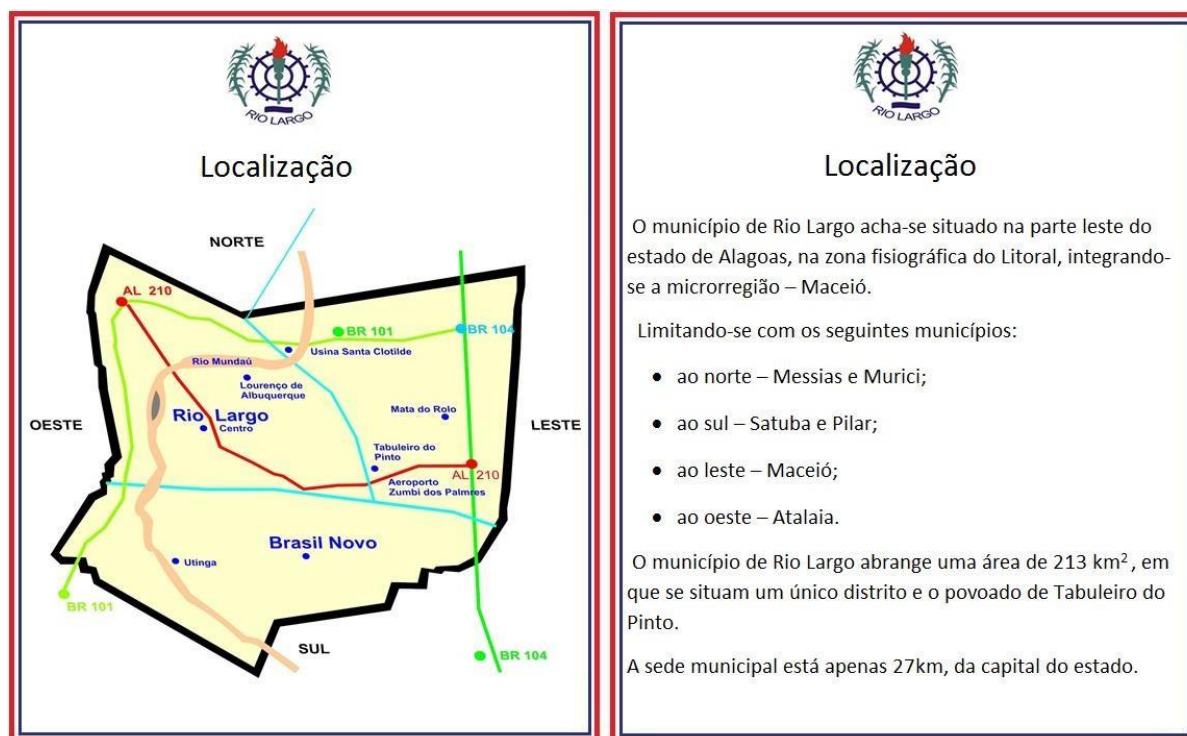 RIO LARGO
Localização
NORTE
AL 210
BR 101
BR 104
Usina Santa Clotilde
Rio Mundaú
Lourenço de
Albuquerque
OESTE
Rio Largo
Centro
Mata do Rolo
LESTE
Tabuleiro do
Pinto
AL 210
Aeroporto
Zumbi dos Palmres
Brasil Novo
Utinga
BR 101
SUL
BR 104
RIO LARGO
Localização
O município de Rio Largo acha-se situado na parte leste do
estado de Alagoas, na zona fisiográfica do Litoral, integrando-
se a microrregião – Maceió.
Limitando-se com os seguintes municípios:
• ao norte – Messias e Murici;
• ao sul – Satuba e Pilar;
• ao leste – Maceió;
• ao oeste – Atalaia.
O município de Rio Largo abrange uma área de 213 km², em
que se situam um único distrito e o povoado de Tabuleiro do
Pinto.
A sede municipal está apenas 27km, da capital do estado.